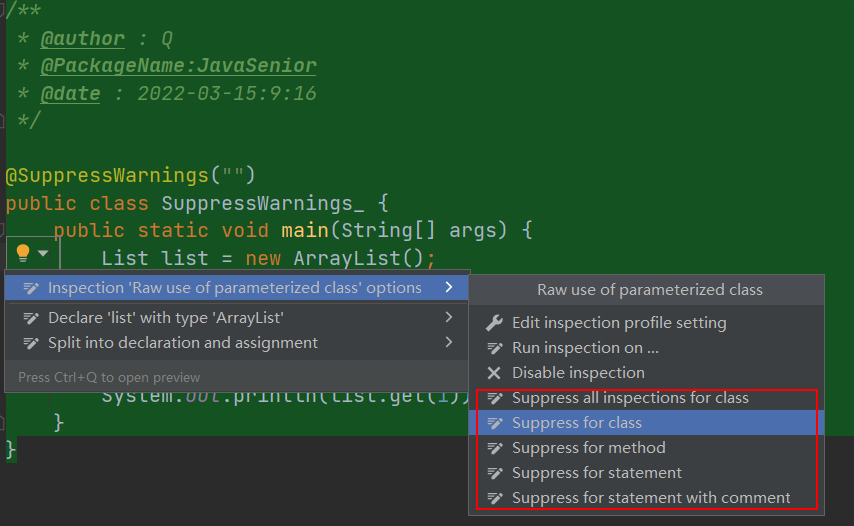 /**
* @author : Q
* @PackageName:JavaSenior
* @date : 2022-03-15:9:16
*/
@SuppressWarnings("")
public class SuppressWarnings_ {
public static void main(String[] args) {
List list = new ArrayList();
Inspection 'Raw use of parameterized class' options
Declare 'list' with type 'ArrayList'
Split into declaration and assignment
Press Ctrl+Q to open preview
Raw use of parameterized class
Edit inspection profile setting
Run inspection on ...
Disable inspection
Suppress all inspections for class
Suppress for class
Suppress for method
Suppress for statement
Suppress for statement with comment
System.out.println(list.get(1))
}
}